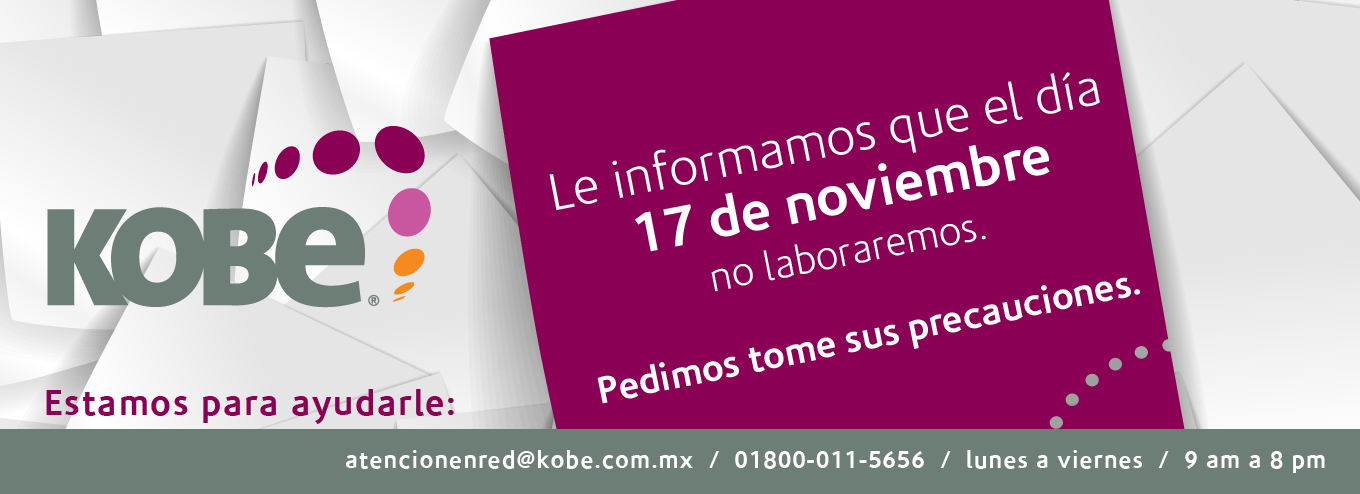 KOBe®
Estamos para ayudarle:
Le informamos que el día
17 de noviembre
no laboraremos.
Pedimos tome sus precauciones.
atencionenred@kobe.com.mx / 01800-011-5656 / lunes a viernes / 9 am a 8 pm